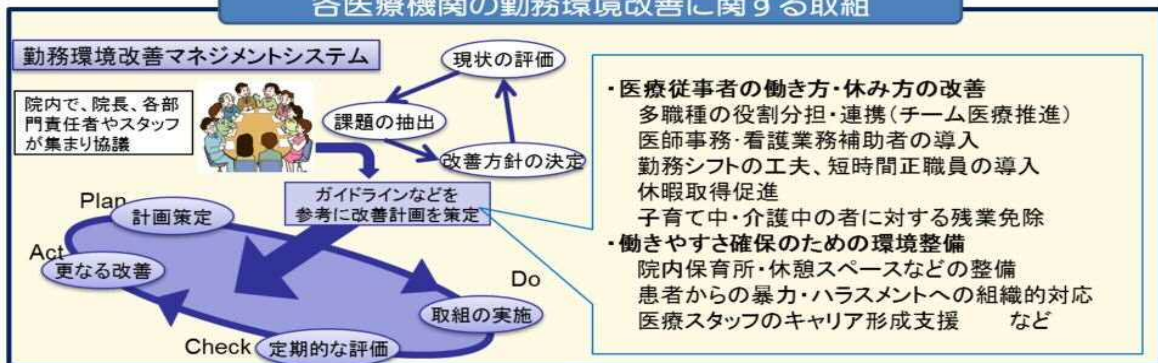 各医療機関の勤務環境改善に関する取組
勤務環境改善マネジメントシステム
院内で、院長、各部
門責任者やスタッフ
が集まり協議
現状の評価
課題の抽出
改善方針の決定
ガイドラインなどを
参考に改善計画を策定
Plan
計画策定
Act
更なる改善
Do
取組の実施
Check
定期的な評価
・医療従事者の働き方・休み方の改善
多職種の役割分担・連携(チーム医療推進)
医師事務・看護業務補助者の導入
勤務シフトの工夫、短時間正職員の導入
休暇取得促進
子育て中・介護中の者に対する残業免除
・働きやすさ確保のための環境整備
院内保育所・休憩スペースなどの整備
患者からの暴力・ハラスメントへの組織的対応
医療スタッフのキャリア形成支援 など